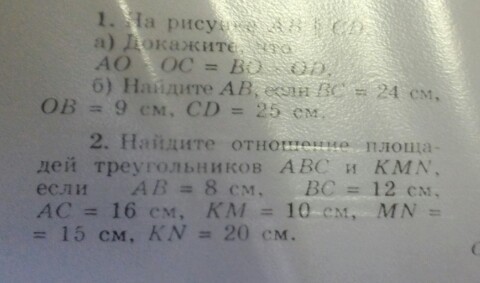 1. На рисунке AB ∥ CD.
а) Докажите, что
AO · OC = BO · OD.
б) Найдите AB, если BC = 24 см,
OB = 9 см, CD = 25 см.
2. Найдите отношение площа-
дей треугольников ABC и KMN,
если AB = 8 см, BC = 12 см,
AC = 16 см, KM = 10 см, MN =
= 15 см, KN = 20 см.